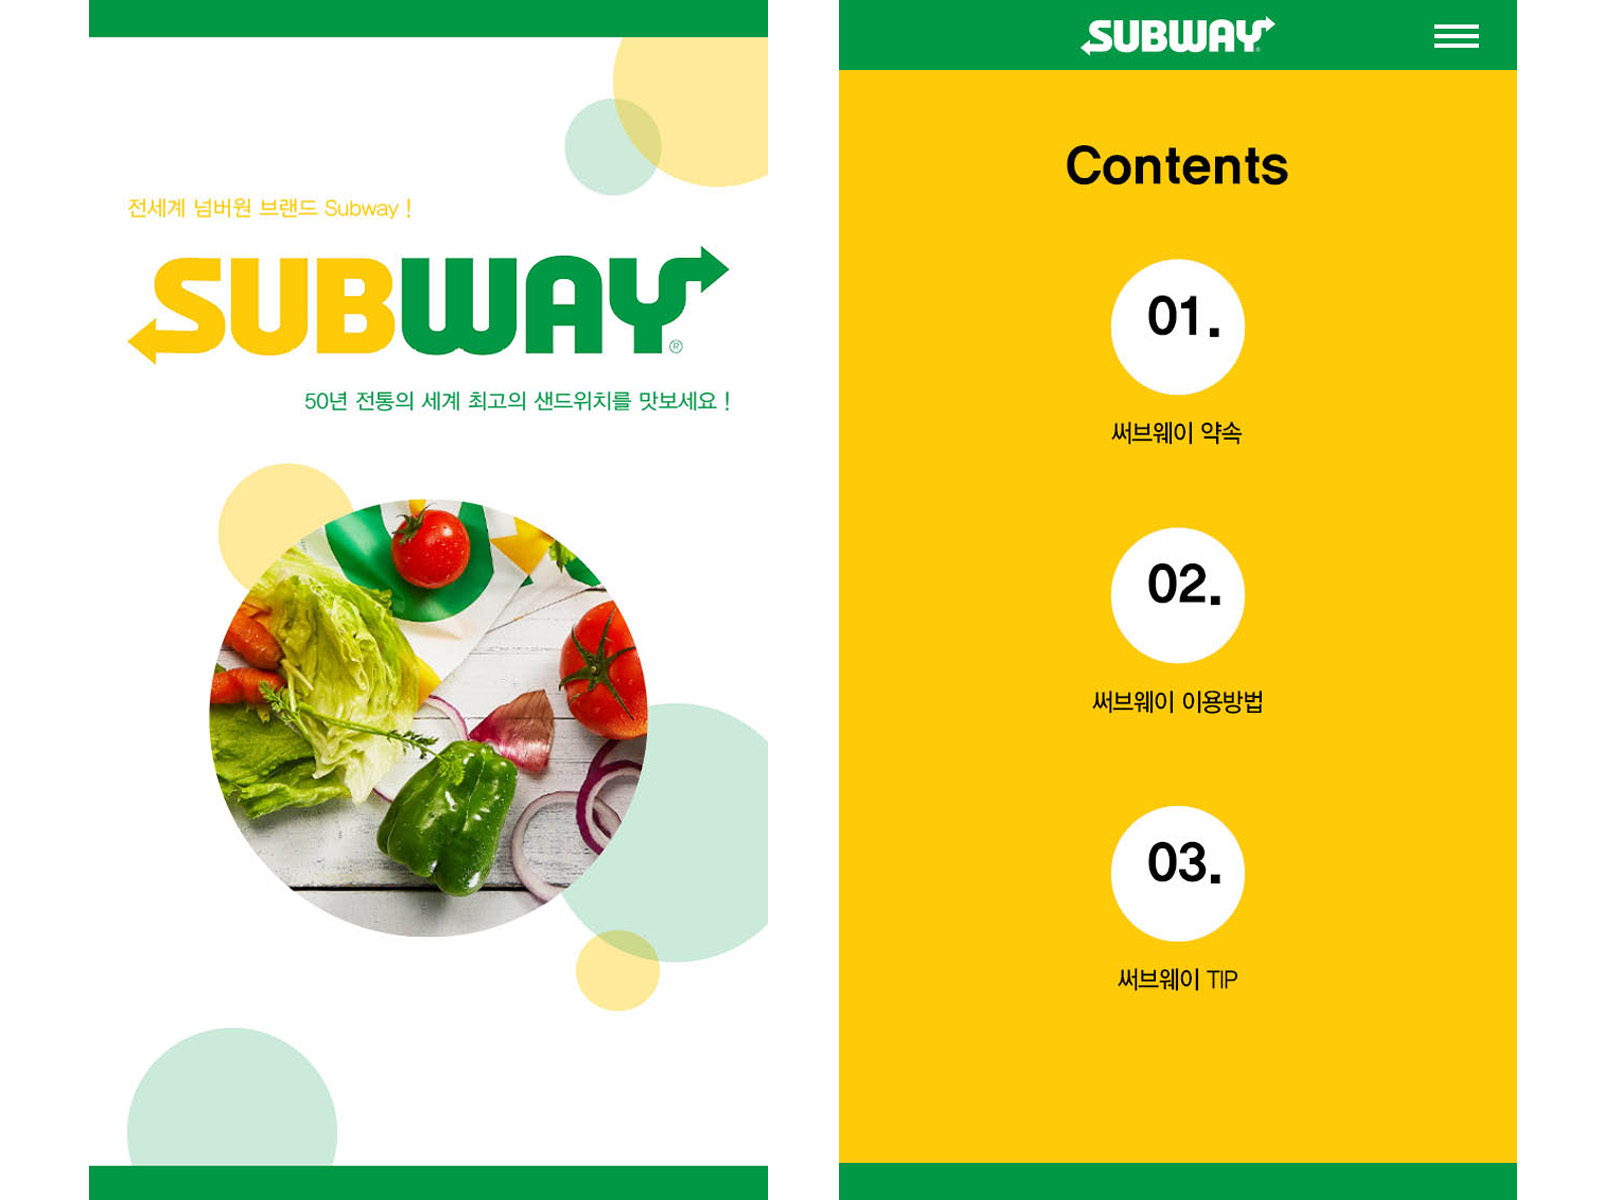 전세계 넘버원 브랜드 Subway !
SUBWAY®
50년 전통의 세계 최고의 샌드위치를 맛보세요 !
SUBWAY
Contents
01.
써브웨이 약속
02.
써브웨이 이용방법
03.
써브웨이 TIP